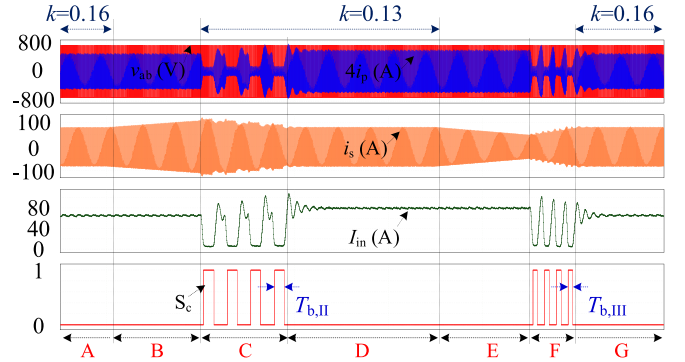 k=0.16 k=0.13 k=0.16
800
0
-800
v_ab (V) 4i_p (A)
100
0
-100
i_s (A)
80
40
0
I_in (A)
1
0
S_c T_b,II T_b,III
A B C D E F G